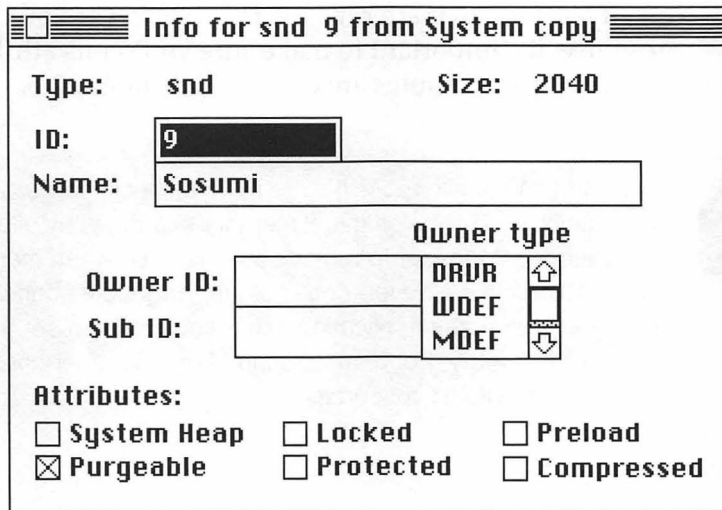 Info for snd 9 from System copy
Type: snd Size: 2040
ID: 9
Name: Sosumi
Owner type
Owner ID:
DRVR
WDEF
Sub ID:
MDEF
Attributes:
System Heap Locked Preload
Purgeable Protected Compressed